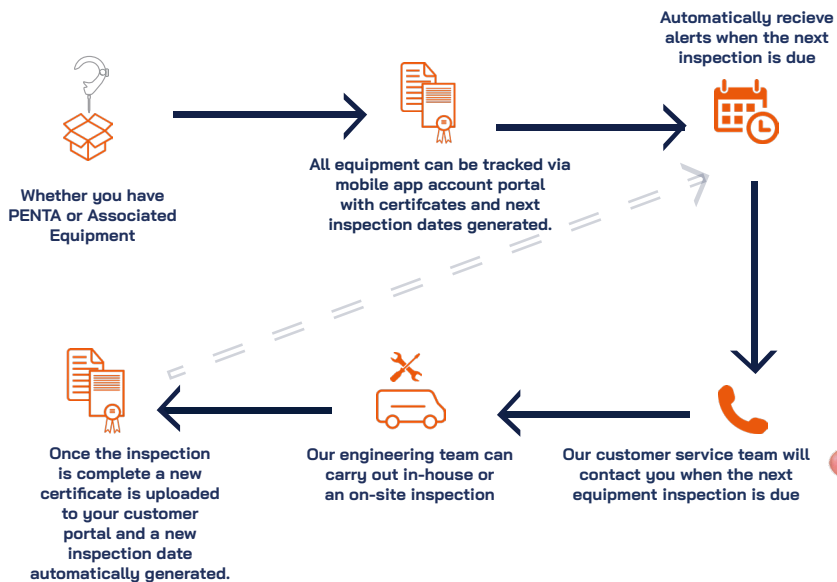 Whether you have
PENTA or Associated
Equipment
All equipment can be tracked via
mobile app account portal
with certifcates and next
inspection dates generated.
Automatically recieve
alerts when the next
inspection is due
Our customer service team will
contact you when the next
equipment inspection is due
Our engineering team can
carry out in-house or
an on-site inspection
Once the inspection
is complete a new
certificate is uploaded
to your customer
portal and a new
inspection date
automatically generated.